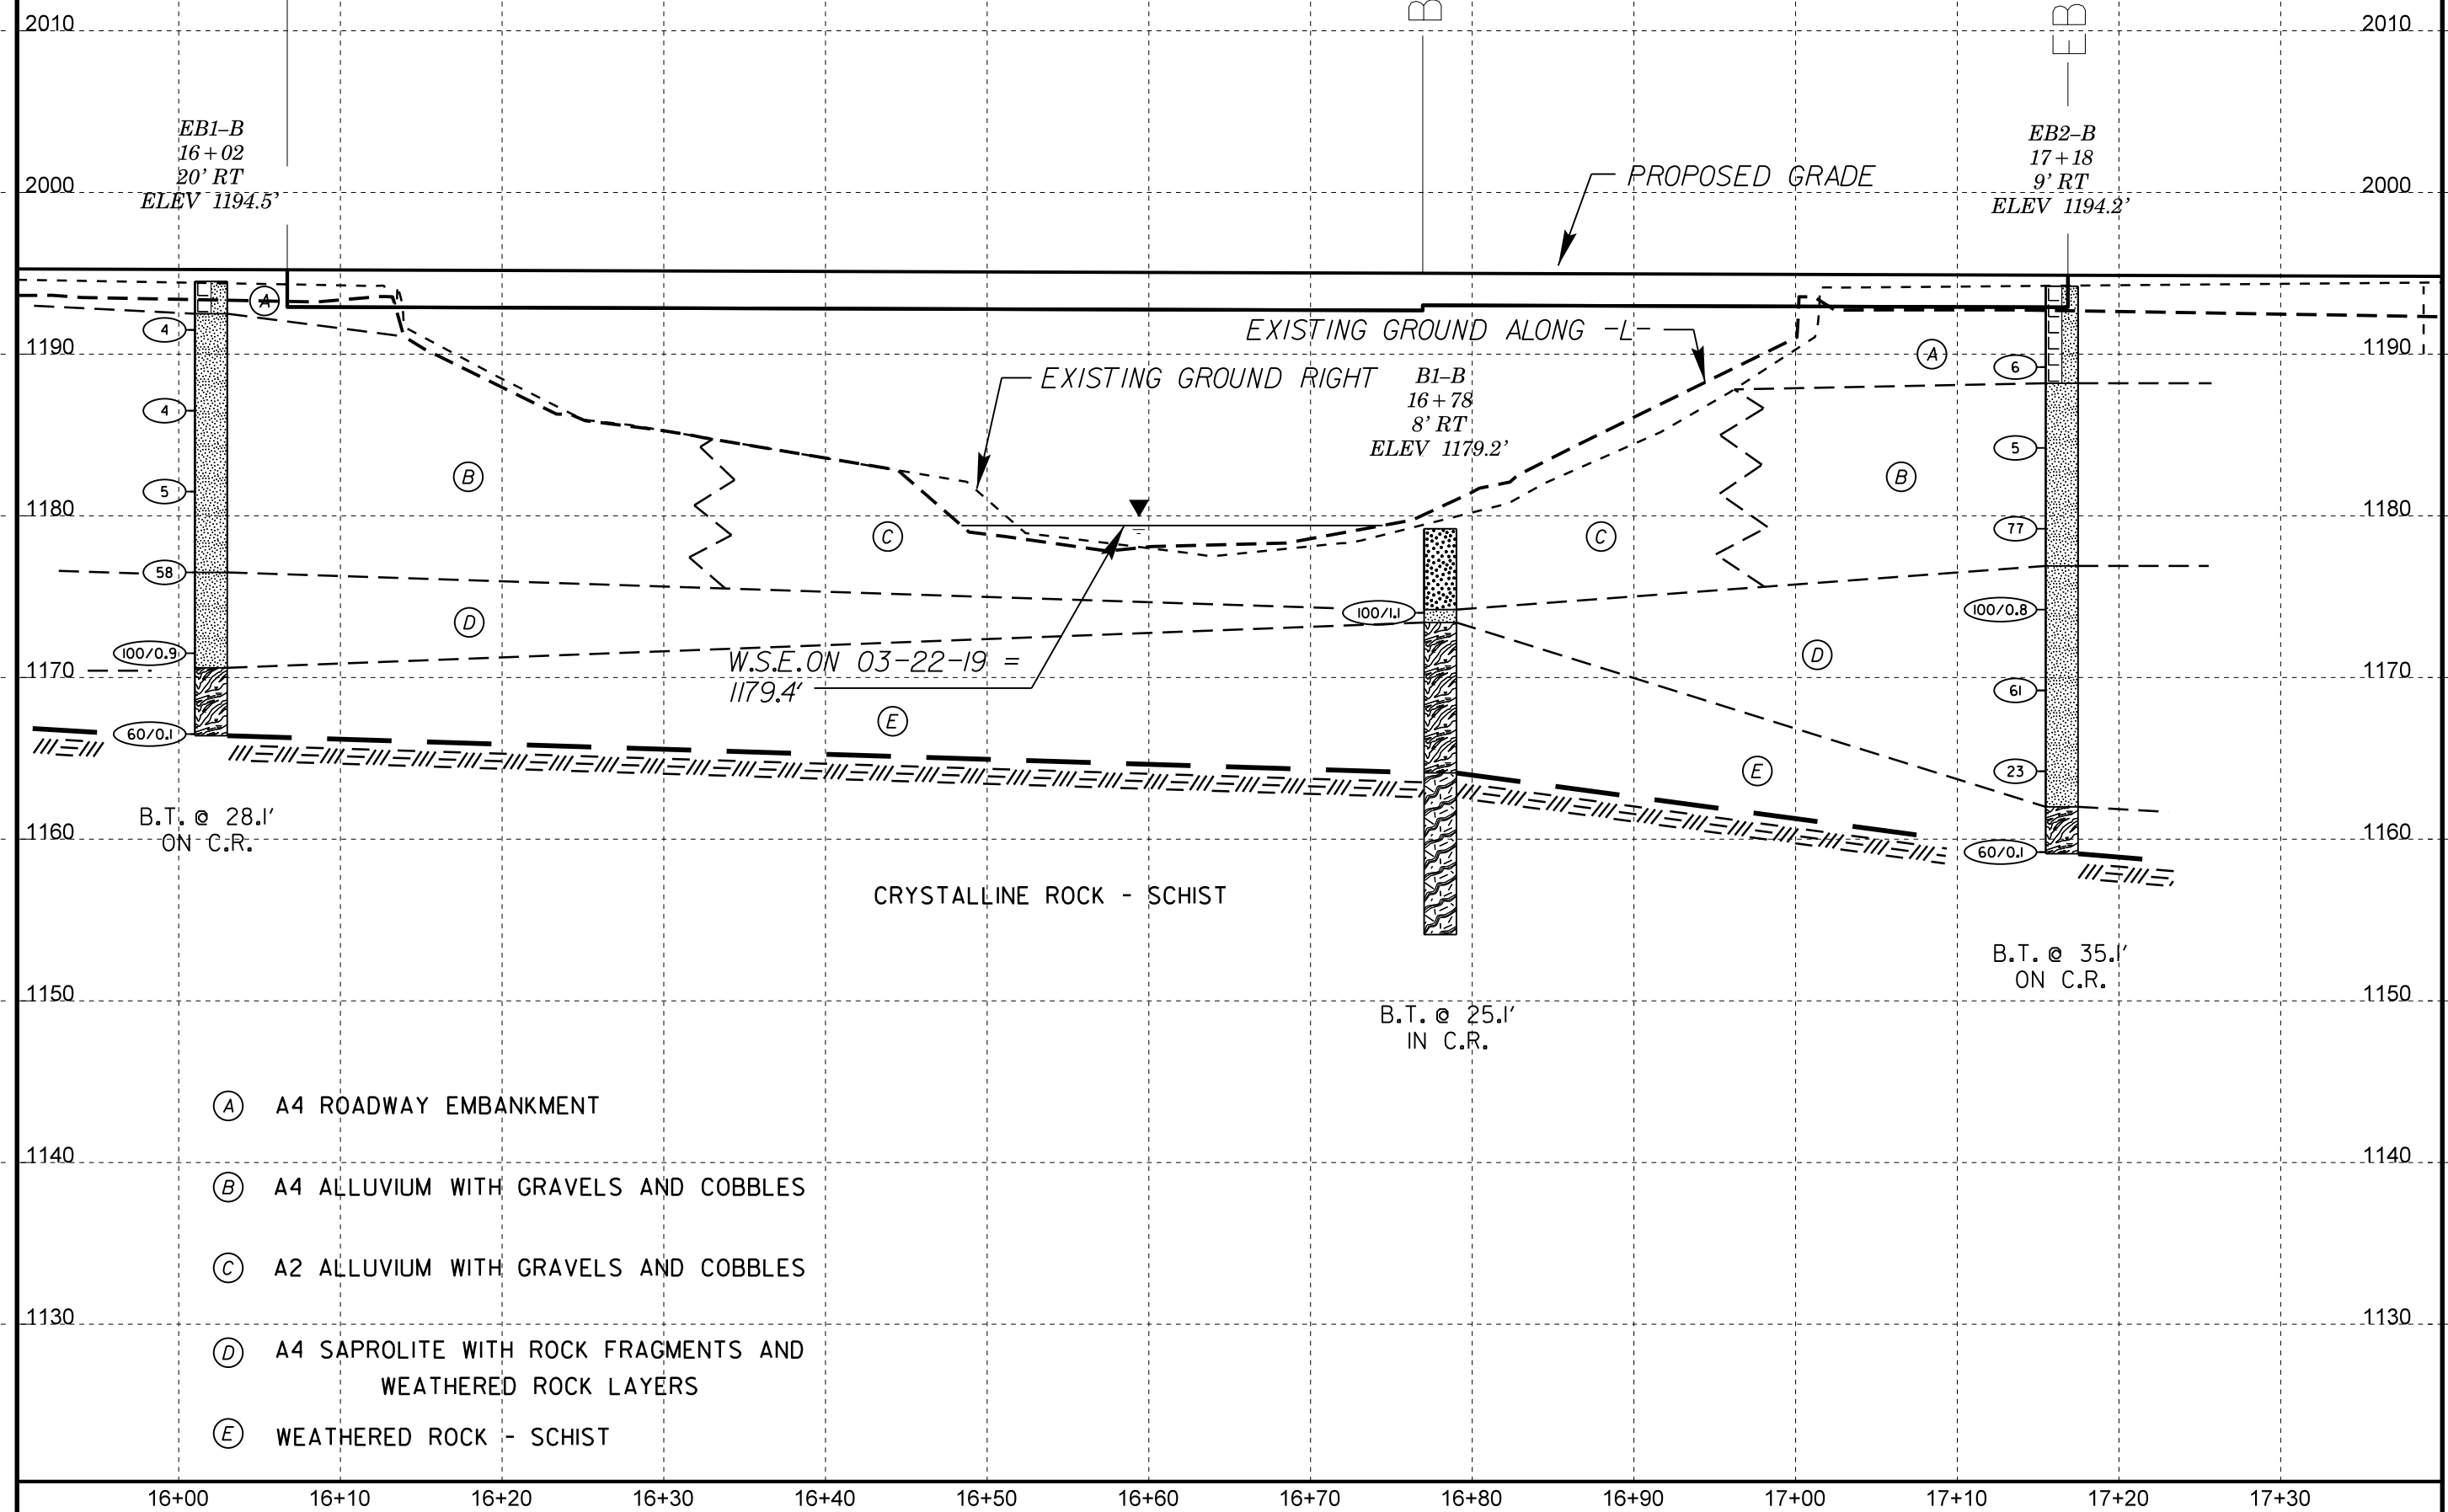 B
B
EB
2010
2010
EB1–B
16+02
20' RT
ELEV 1194.5'
EB2–B
17+18
9' RT
ELEV 1194.2'
PROPOSED GRADE
2000
2000
A
EXISTING GROUND ALONG -L-
4
1190
A
1190
EXISTING GROUND RIGHT
B1–B
16+78
8' RT
ELEV 1179.2'
6
4
5
B
B
5
1180
1180
C
C
77
58
100/1.1
100/0.8
D
D
100/0.9
1170
1170
W.S.E. ON 03-22-19 =
1179.4'
61
E
60/0.1
E
23
B.T. @ 28.1'
ON C.R.
1160
1160
60/0.1
CRYSTALLINE ROCK - SCHIST
B.T. @ 35.1'
ON C.R.
1150
1150
B.T. @ 25.1'
IN C.R.
A A4 ROADWAY EMBANKMENT
1140
1140
B A4 ALLUVIUM WITH GRAVELS AND COBBLES
C A2 ALLUVIUM WITH GRAVELS AND COBBLES
1130
1130
D A4 SAPROLITE WITH ROCK FRAGMENTS AND
WEATHERED ROCK LAYERS
E WEATHERED ROCK - SCHIST
16+00 16+10 16+20 16+30 16+40 16+50 16+60 16+70 16+80 16+90 17+00 17+10 17+20 17+30